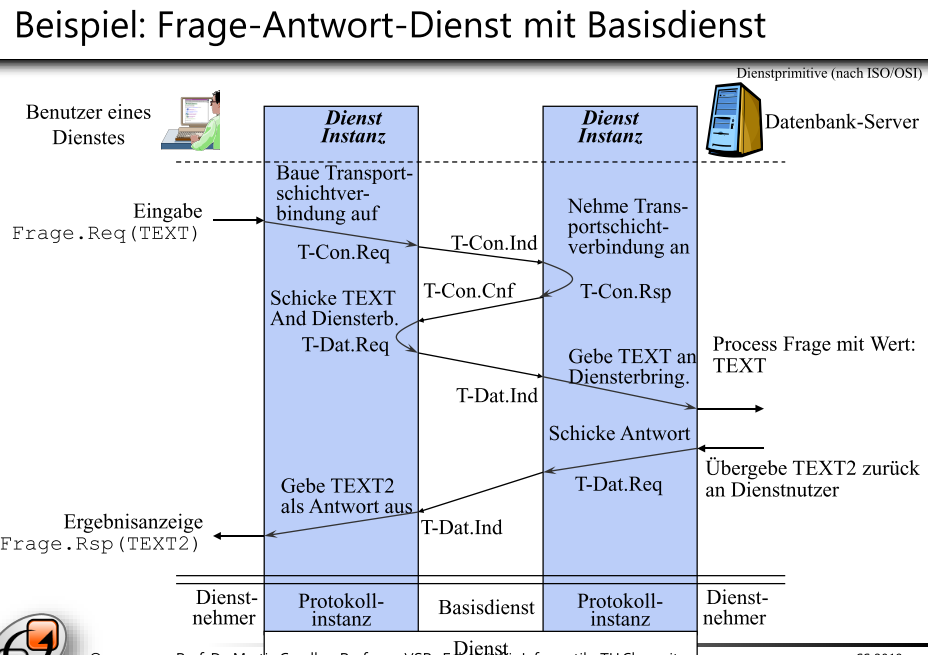 Beispiel: Frage-Antwort-Dienst mit Basisdienst
Dienstprimitive (nach ISO/OSI)
Benutzer eines
Dienstes
Dienst
Instanz
Dienst
Instanz
Datenbank-Server
Baue Transport-
schichtver-
bindung auf
Eingabe
Frage.Req(TEXT)
Nehme Trans-
portschicht-
verbindung an
T-Con.Req
T-Con.Ind
T-Con.Cnf
T-Con.Rsp
Schicke TEXT
And Diensterb.
T-Dat.Req
Gebe TEXT an
Diensterbring.
Process Frage mit Wert:
TEXT
T-Dat.Ind
Schicke Antwort
Übergebe TEXT2 zurück
an Dienstnutzer
T-Dat.Req
Gebe TEXT2
als Antwort aus
T-Dat.Ind
Ergebnisanzeige
Frage.Rsp(TEXT2)
Dienst-
nehmer
Protokoll-
instanz
Basisdienst
Protokoll-
instanz
Dienst-
nehmer
Dienst